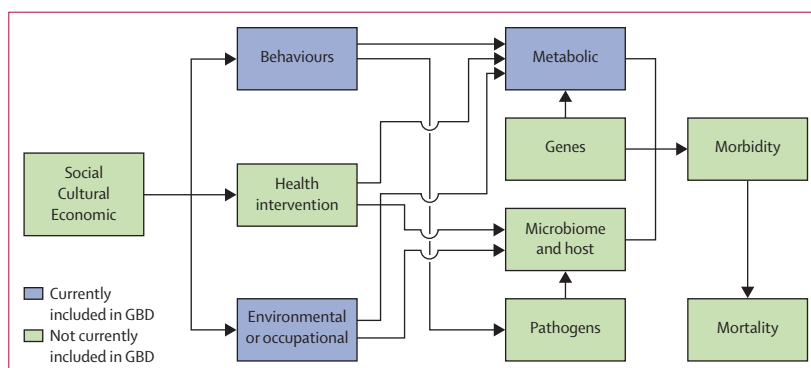 Behaviours
Metabolic
Genes
Morbidity
Social
Cultural
Economic
Health
intervention
Microbiome
and host
Currently
included in GBD
Not currently
included in GBD
Environmental
or occupational
Pathogens
Mortality